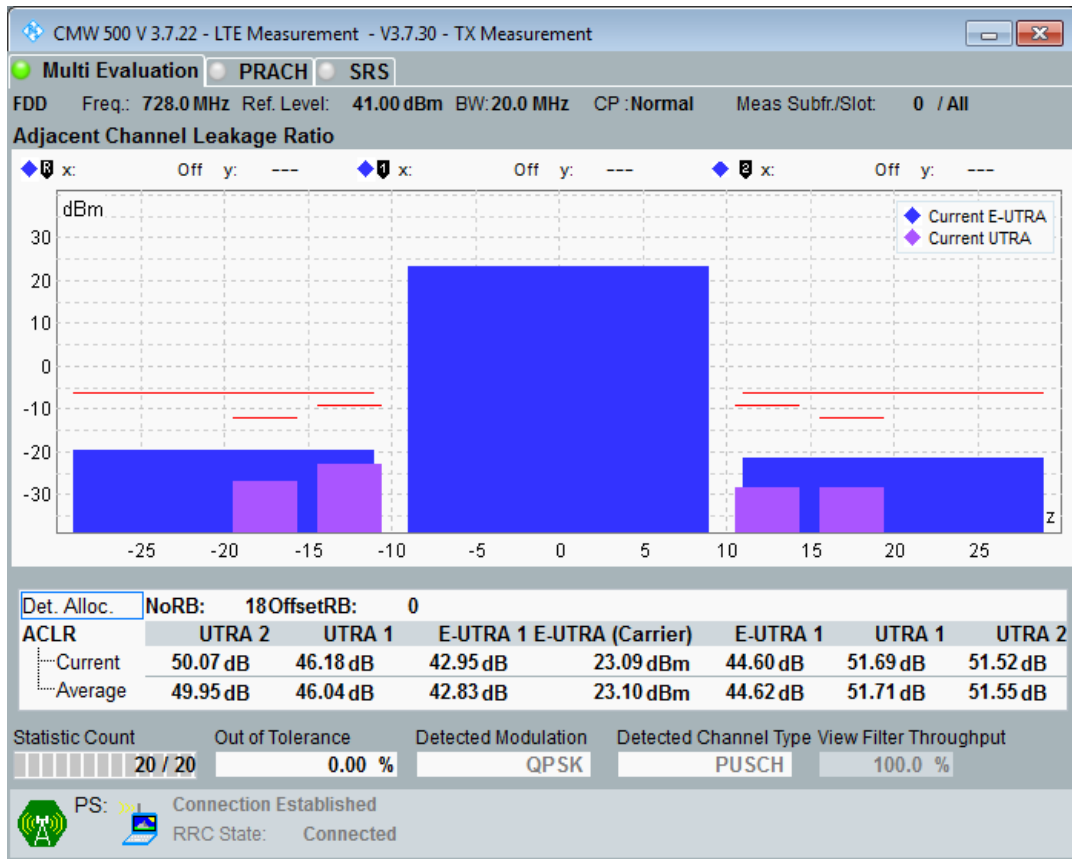 CMW 500 V 3.7.22 - LTE Measurement - V3.7.30 - TX Measurement
Multi Evaluation PRACH SRS
FDD Freq.: 728.0 MHz Ref. Level: 41.00 dBm BW: 20.0 MHz CP : Normal Meas Subfr./Slot: 0 / All
Adjacent Channel Leakage Ratio
R x: Off y: --- 1 x: Off y: --- 2 x: Off y: ---
dBm
Current E-UTRA
Current UTRA
30
20
10
0
-10
-20
-30
z
-25 -20 -15 -10 -5 0 5 10 15 20 25
Det. Alloc. NoRB: 18 OffsetRB: 0
ACLR UTRA 2 UTRA 1 E-UTRA 1 E-UTRA (Carrier) E-UTRA 1 UTRA 1 UTRA 2
Current 50.07 dB 46.18 dB 42.95 dB 23.09 dBm 44.60 dB 51.69 dB 51.52 dB
Average 49.95 dB 46.04 dB 42.83 dB 23.10 dBm 44.62 dB 51.71 dB 51.55 dB
Statistic Count Out of Tolerance Detected Modulation Detected Channel Type View Filter Throughput
20 / 20 0.00 % QPSK PUSCH 100.0 %
PS: Connection Established
RRC State: Connected